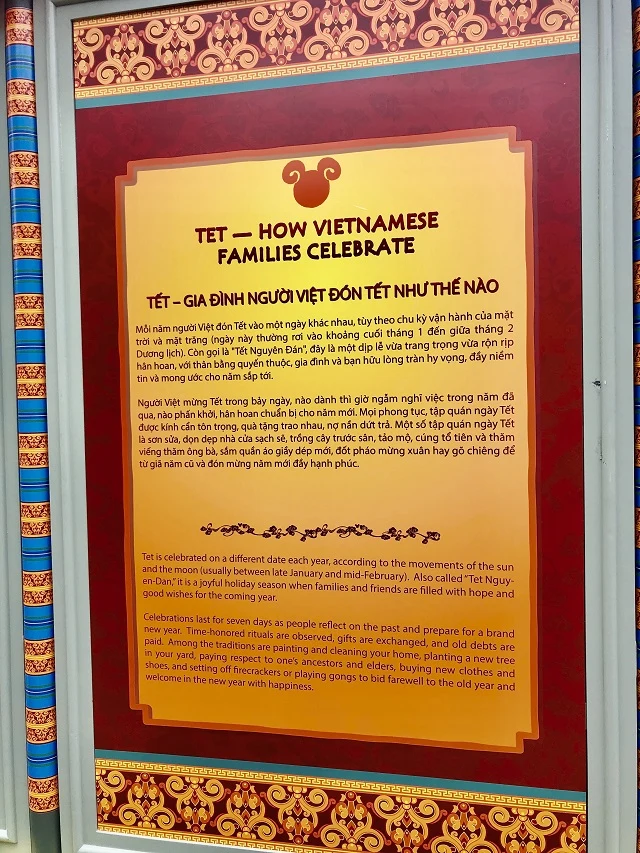 TET — HOW VIETNAMESE
FAMILIES CELEBRATE
TẾT – GIA ĐÌNH NGƯỜI VIỆT ĐÓN TẾT NHƯ THẾ NÀO
Mỗi năm người Việt đón Tết vào một ngày khác nhau, tùy theo chu kỳ vận hành của mặt
trời và mặt trăng (ngày này thường rơi vào khoảng cuối tháng 1 đến giữa tháng 2
Dương lịch). Còn gọi là "Tết Nguyên Đán", đây là một dịp lễ vừa trang trọng vừa rộn rịp
hân hoan, với thân bằng quyến thuộc, gia đình và bạn hữu lòng tràn hy vọng, đầy niềm
tin và mong ước cho năm sắp tới.
Người Việt mừng Tết trong bảy ngày, nào dành thì giờ ngẫm nghĩ việc trong năm đã
qua, nào phấn khởi, hân hoan chuẩn bị cho năm mới. Mọi phong tục, tập quán ngày Tết
được kính cẩn tôn trọng, quà tặng trao nhau, nợ nần dứt trả. Một số tập quán ngày Tết
là sơn sửa, dọn dẹp nhà cửa sạch sẽ, trồng cây trước sân, tảo mộ, cúng tổ tiên và thăm
viếng thăm ông bà, sắm quần áo giầy dép mới, đốt pháo mừng xuân hay gõ chiêng để
từ giã năm cũ và đón mừng năm mới đầy hạnh phúc.
Tet is celebrated on a different date each year, according to the movements of the sun
and the moon (usually between late January and mid-February). Also called "Tet Nguy-
en-Dan," it is a joyful holiday season when families and friends are filled with hope and
good wishes for the coming year.
Celebrations last for seven days as people reflect on the past and prepare for a brand
new year. Time-honored rituals are observed, gifts are exchanged, and old debts are
paid. Among the traditions are painting and cleaning your home, planting a new tree
in your yard, paying respect to one's ancestors and elders, buying new clothes and
shoes, and setting off firecrackers or playing gongs to bid farewell to the old year and
welcome in the new year with happiness.